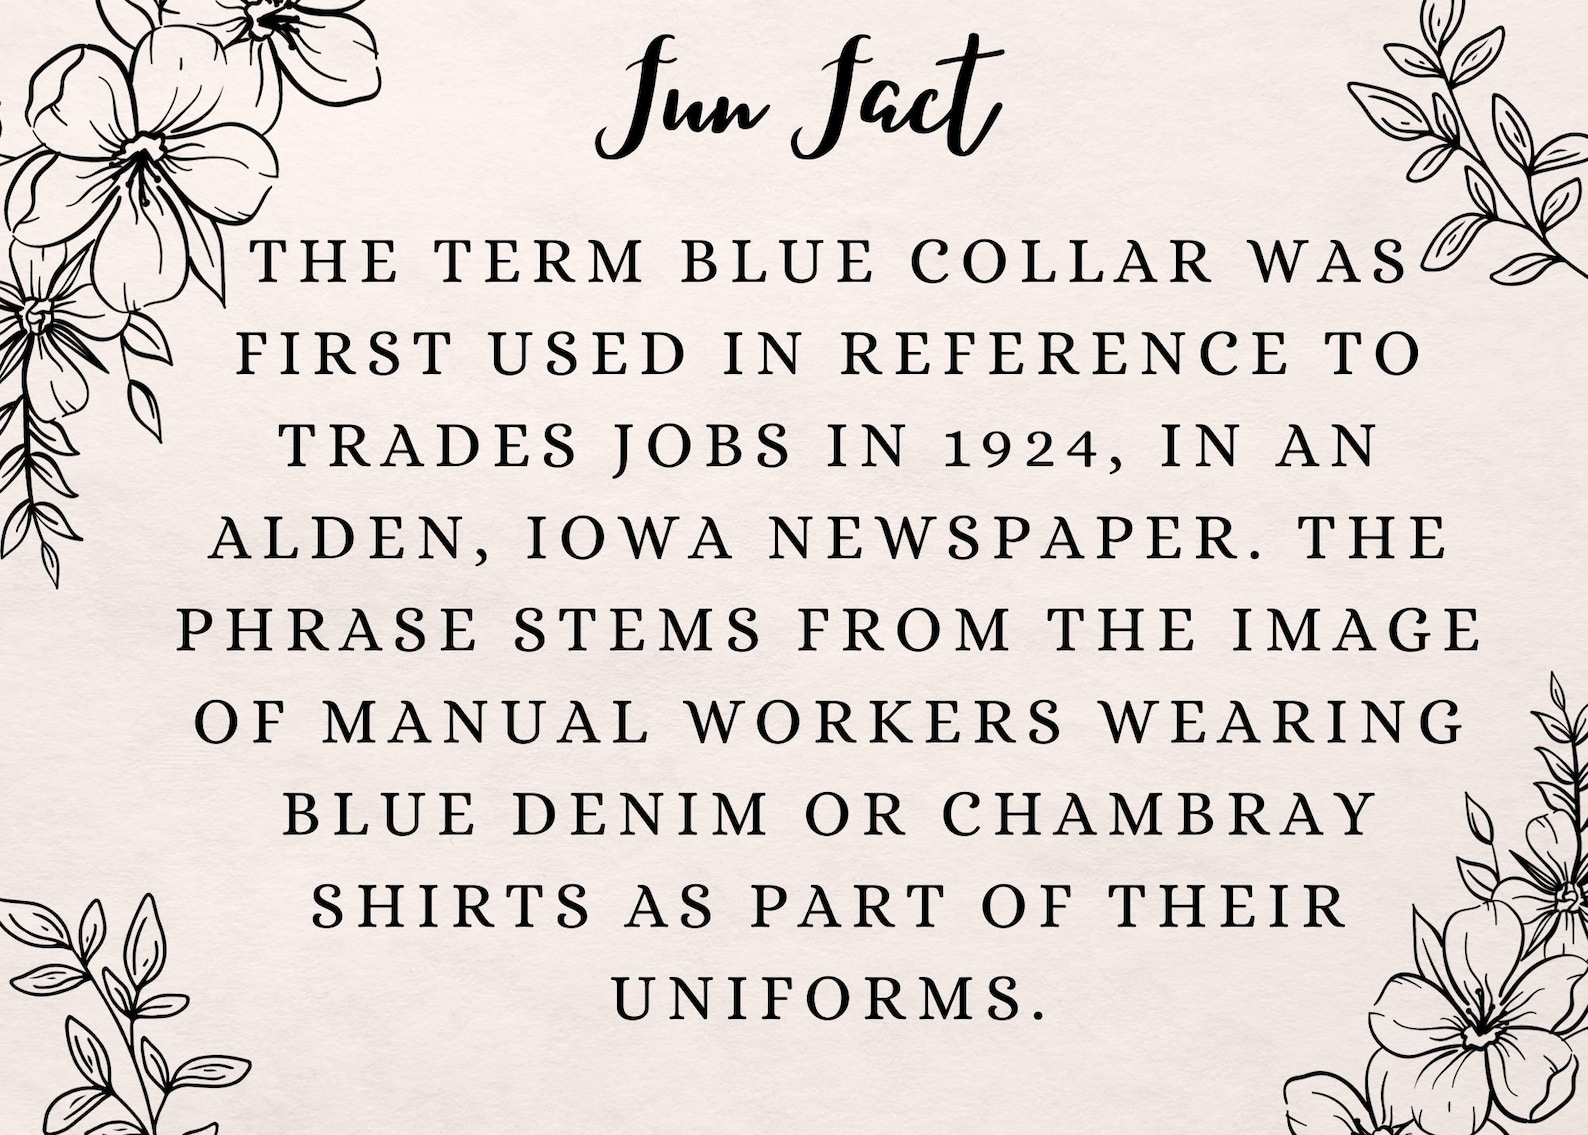 Fun Fact
THE TERM BLUE COLLAR WAS
FIRST USED IN REFERENCE TO
TRADES JOBS IN 1924, IN AN
ALDEN, IOWA NEWSPAPER. THE
PHRASE STEMS FROM THE IMAGE
OF MANUAL WORKERS WEARING
BLUE DENIM OR CHAMBRAY
SHIRTS AS PART OF THEIR
UNIFORMS.